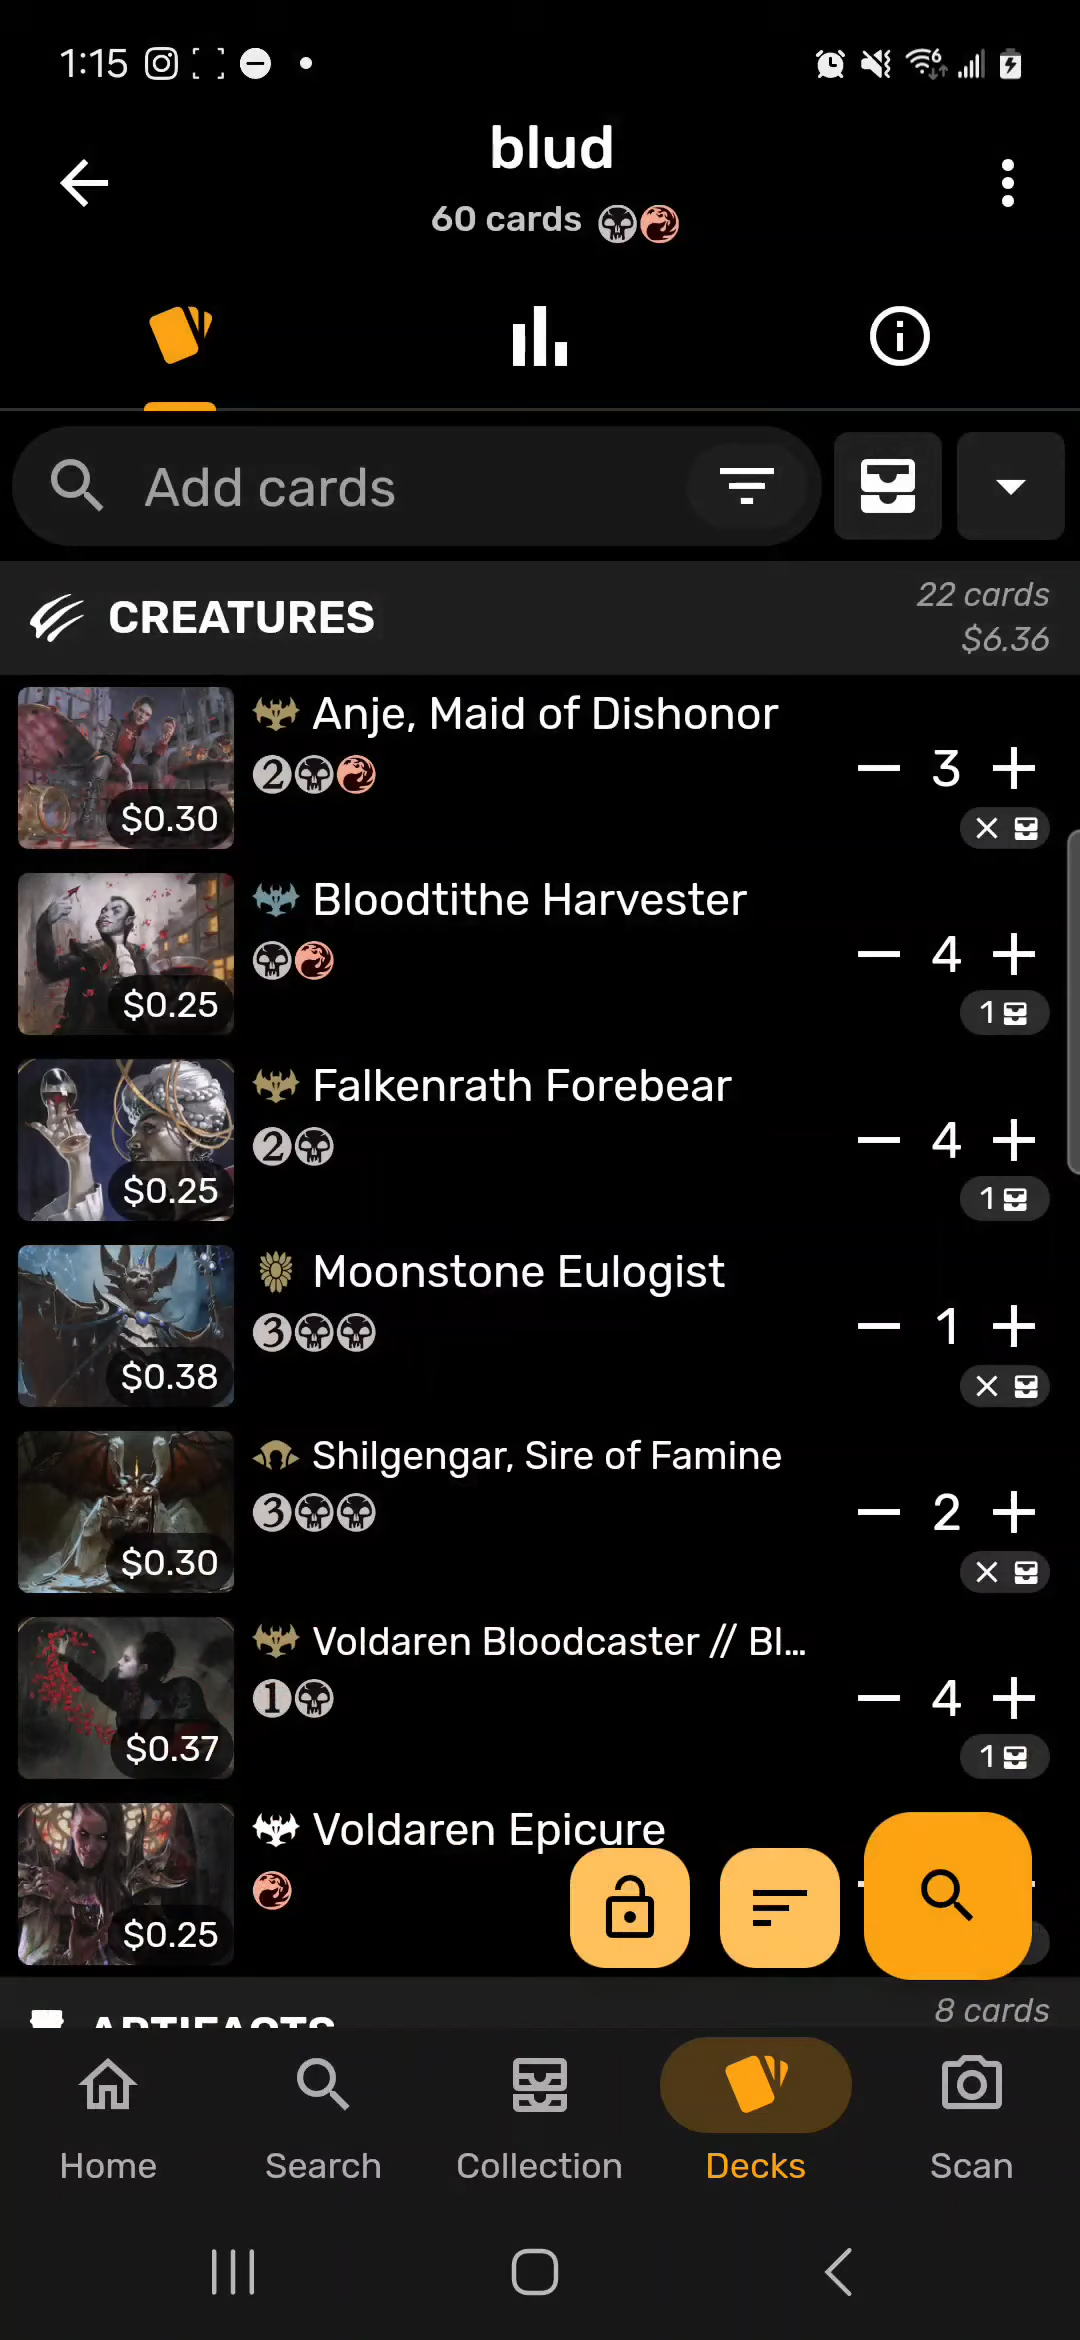 1:15
blud
60 cards
Add cards
CREATURES
22 cards
$6.36
Anje, Maid of Dishonor
2
$0.30
3
Bloodtithe Harvester
$0.25
4
1
Falkenrath Forebear
2
$0.25
4
1
Moonstone Eulogist
3
$0.38
1
Shilgengar, Sire of Famine
3
$0.30
2
Voldaren Bloodcaster // Bl...
1
$0.37
4
1
Voldaren Epicure
$0.25
ARTIFACTS
8 cards
Home
Search
Collection
Decks
Scan